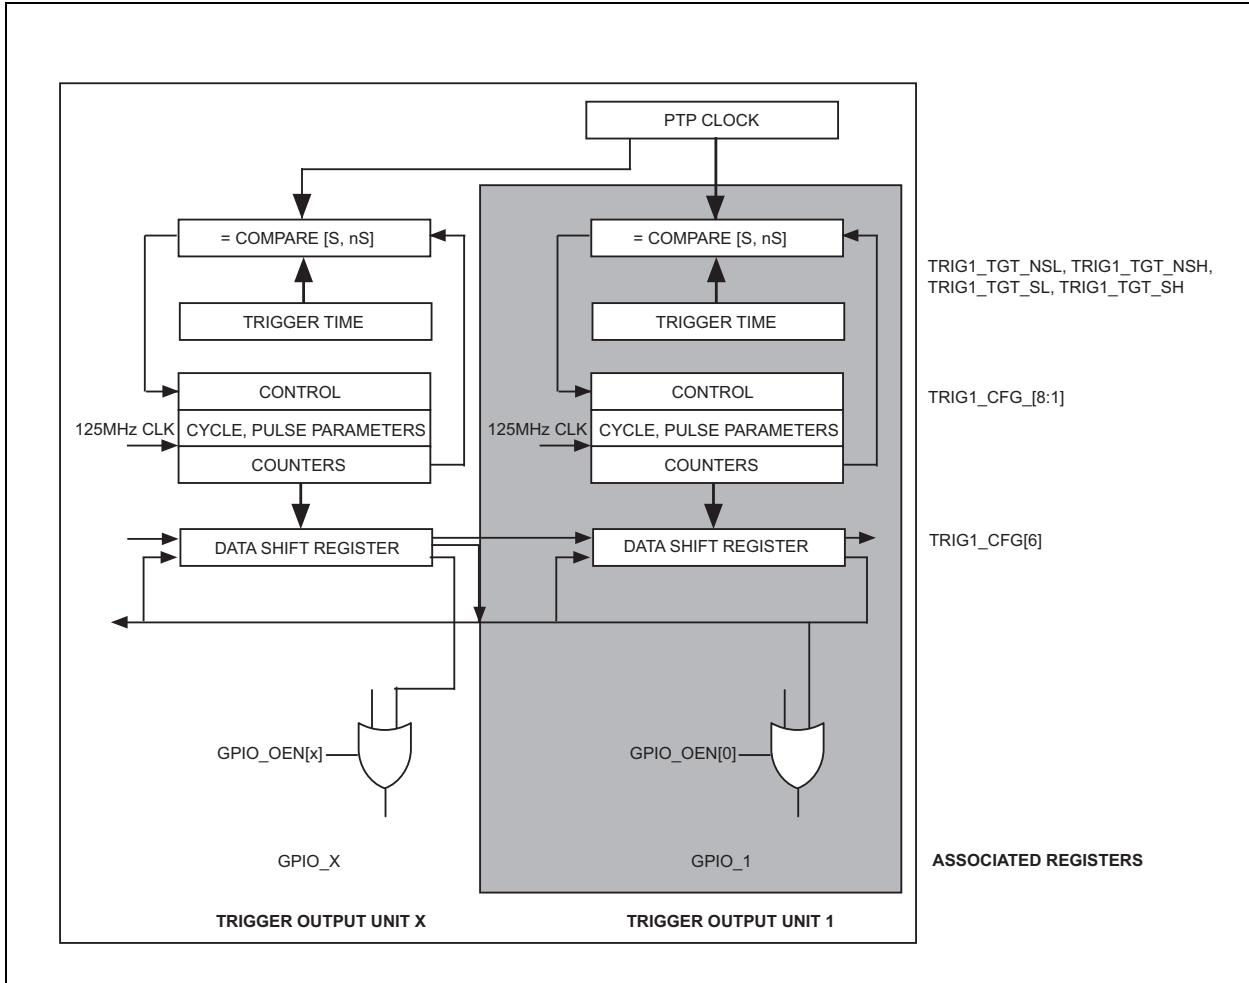 PTP CLOCK
= COMPARE [S, nS]
= COMPARE [S, nS]
TRIG1_TGT_NSL, TRIG1_TGT_NSH,
TRIG1_TGT_SL, TRIG1_TGT_SH
TRIGGER TIME
TRIGGER TIME
CONTROL
CONTROL
TRIG1_CFG_[8:1]
125MHz CLK
CYCLE, PULSE PARAMETERS
125MHz CLK
CYCLE, PULSE PARAMETERS
COUNTERS
COUNTERS
DATA SHIFT REGISTER
DATA SHIFT REGISTER
TRIG1_CFG[6]
GPIO_OEN[x]
GPIO_OEN[0]
GPIO_X
GPIO_1
ASSOCIATED REGISTERS
TRIGGER OUTPUT UNIT X
TRIGGER OUTPUT UNIT 1